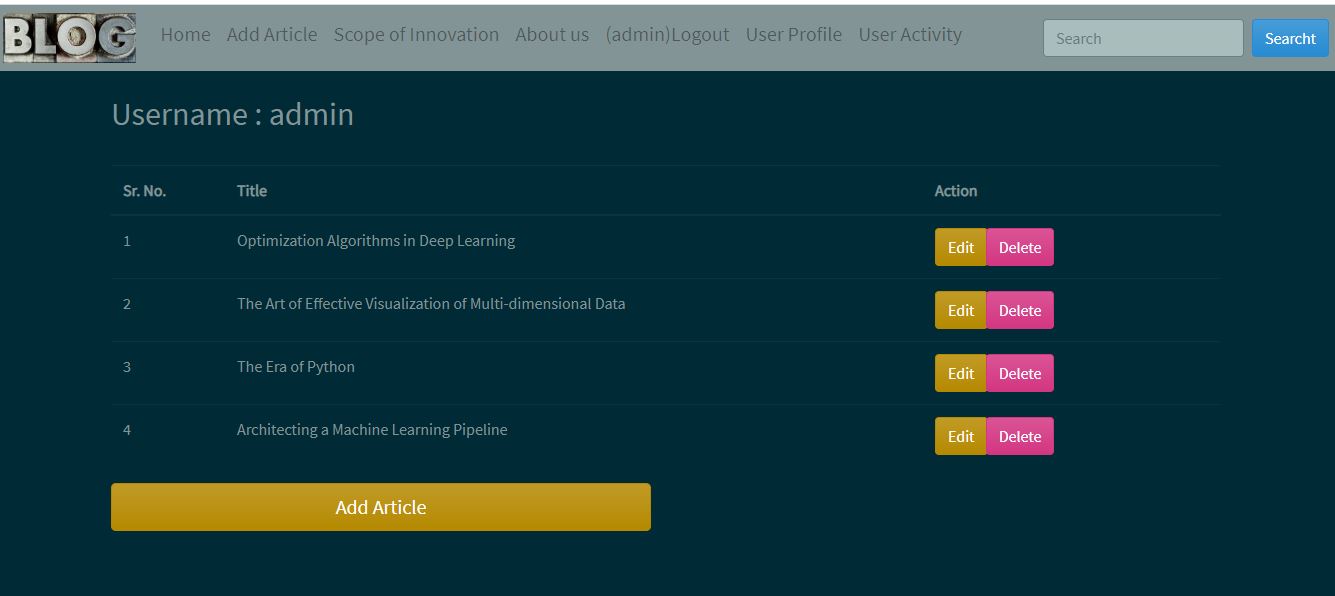 BLOG Home Add Article Scope of Innovation About us (admin)Logout User Profile User Activity Search Searcht
Username : admin
Sr. No. Title Action
1 Optimization Algorithms in Deep Learning Edit Delete
2 The Art of Effective Visualization of Multi-dimensional Data Edit Delete
3 The Era of Python Edit Delete
4 Architecting a Machine Learning Pipeline Edit Delete
Add Article